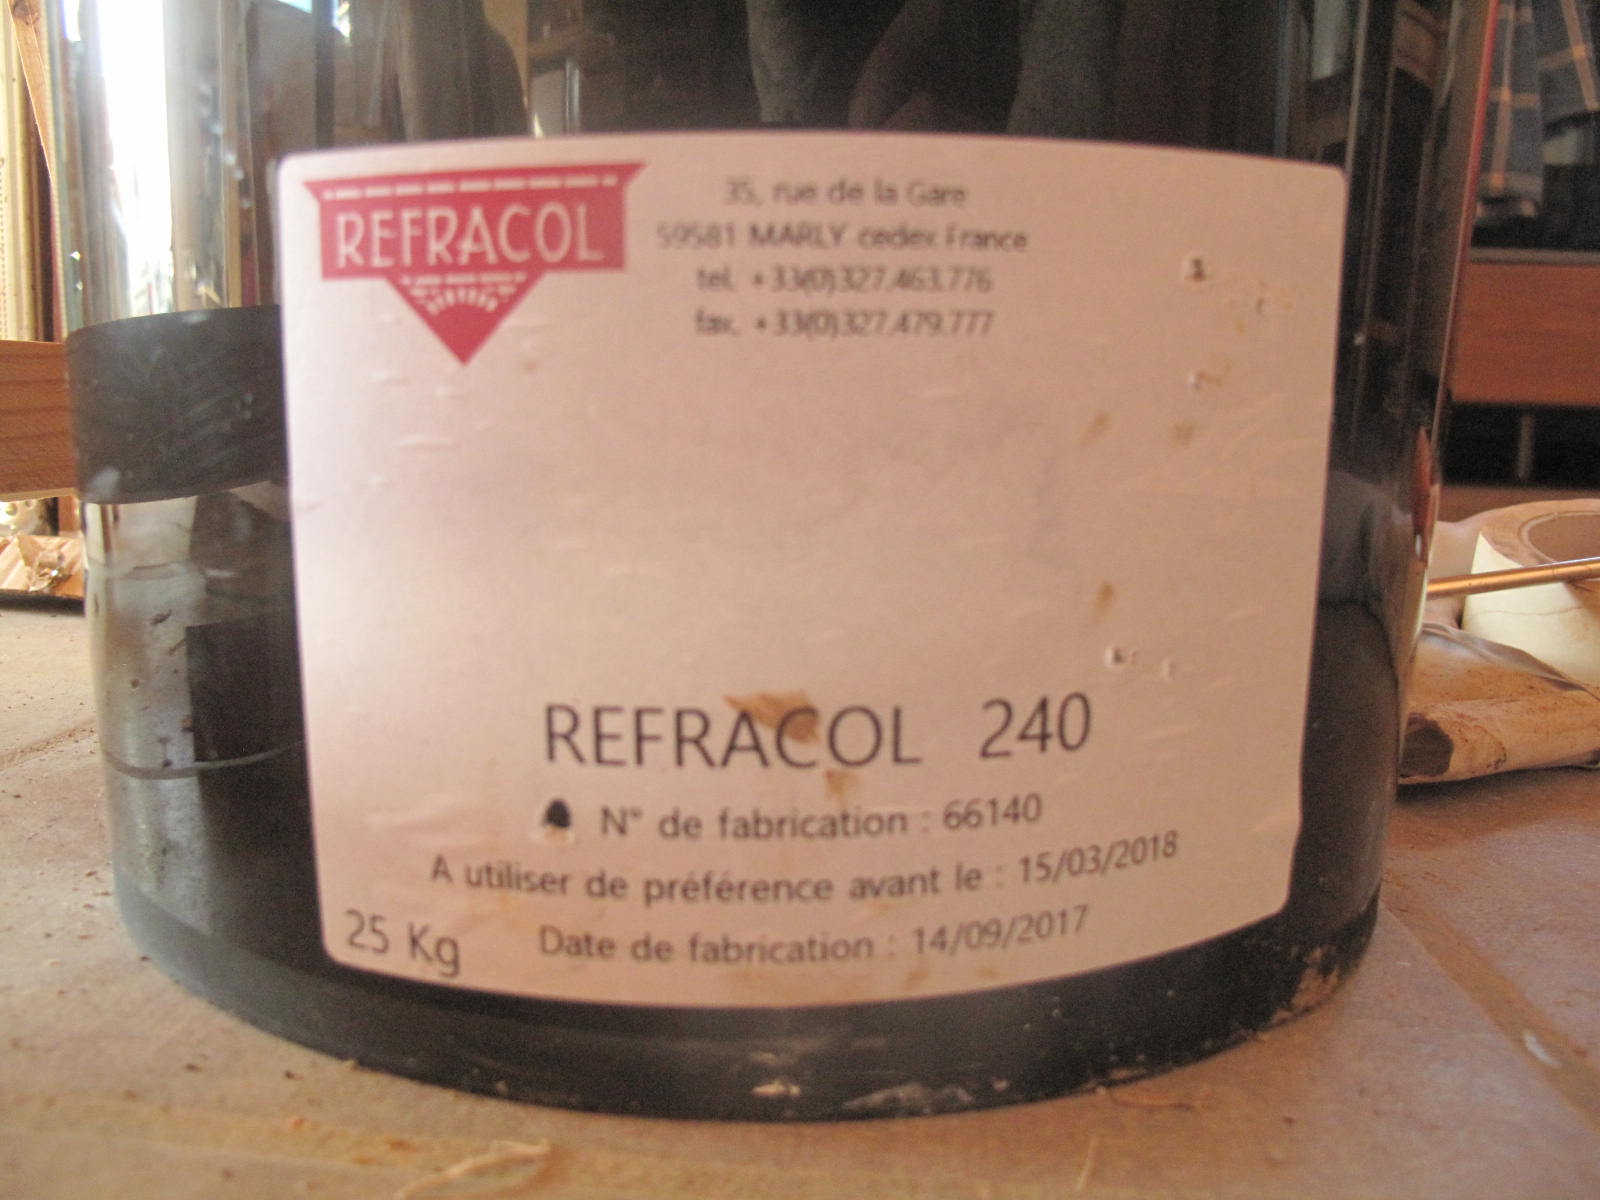 REFRACOL
35, rue de la Gare
59581 MARLY cedex France
tel. +33(0)327.463.776
fax. +33(0)327.479.777
REFRACOL 240
N° de fabrication : 66140
A utiliser de préférence avant le : 15/03/2018
25 Kg
Date de fabrication : 14/09/2017